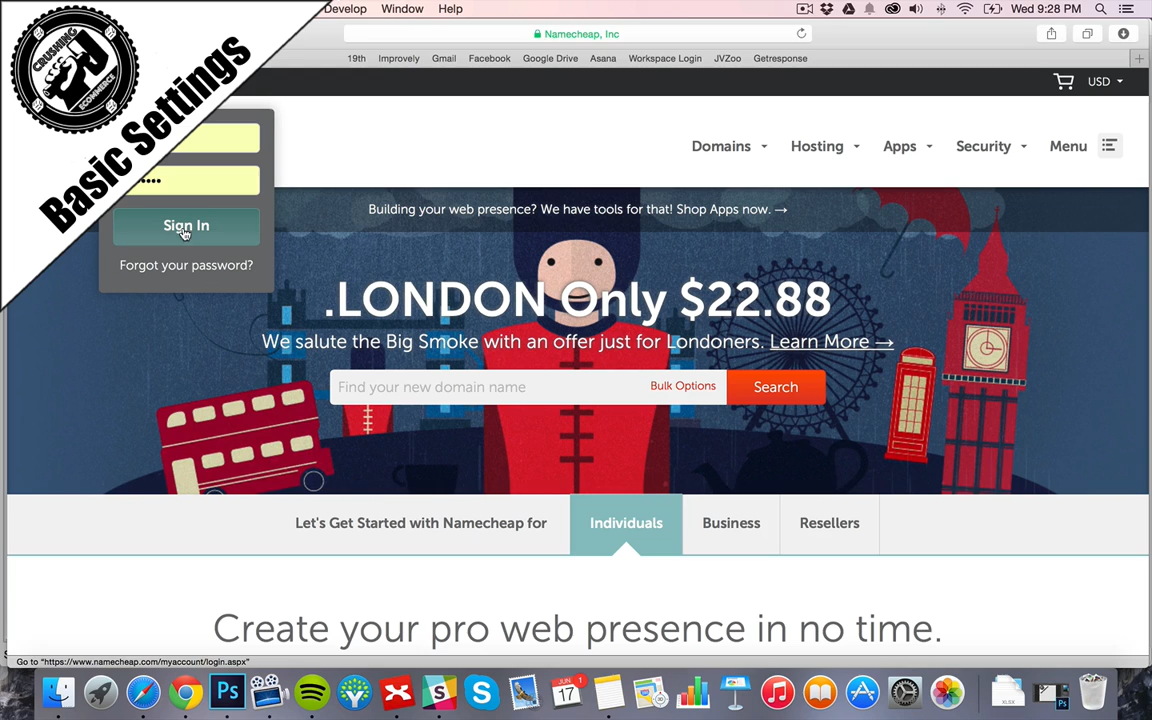 Develop Window Help
Wed 9:28 PM
Namecheap, Inc
19th Improvely Gmail Facebook Google Drive Asana Workspace Login JVZoo Getresponse
CRUSHING
ECOMMERCE
Basic Settings
USD
Domains Hosting Apps Security Menu
•••••
Sign In
Forgot your password?
Building your web presence? We have tools for that! Shop Apps now. →
.LONDON Only $22.88
We salute the Big Smoke with an offer just for Londoners. Learn More →
Find your new domain name Bulk Options Search
Let's Get Started with Namecheap for Individuals Business Resellers
Create your pro web presence in no time.
Go to "https://www.namecheap.com/myaccount/login.aspx"
JUN 1
17
XLSX
Ps